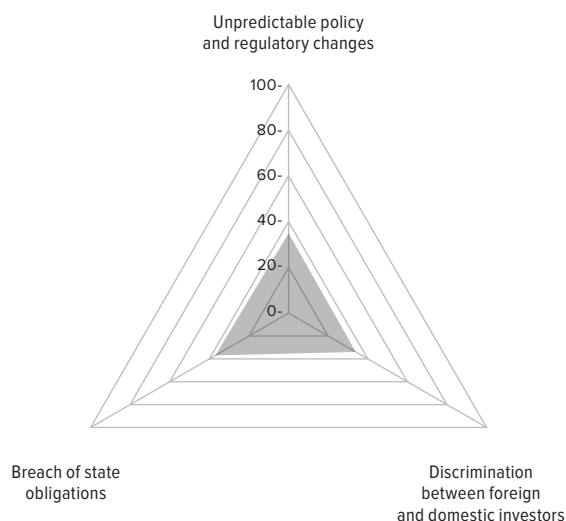 Unpredictable policy
and regulatory changes
100-
80-
60-
40-
20-
0-
Breach of state
obligations
Discrimination
between foreign
and domestic investors